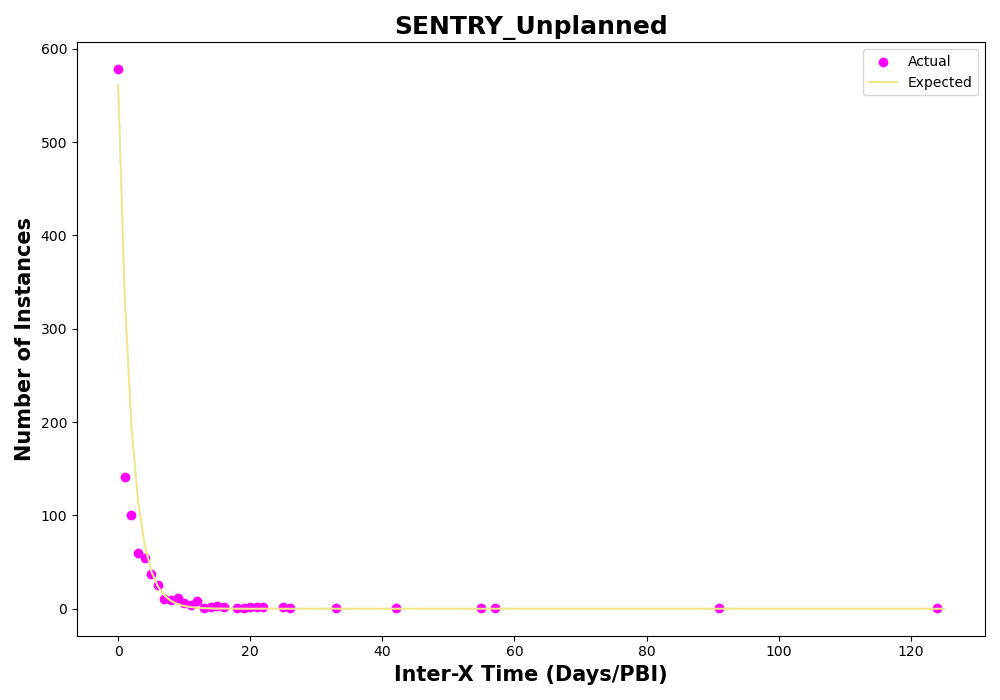 SENTRY_Unplanned
Actual
Expected
600
500
400
300
200
100
0
Number of Instances
0 20 40 60 80 100 120
Inter-X Time (Days/PBI)